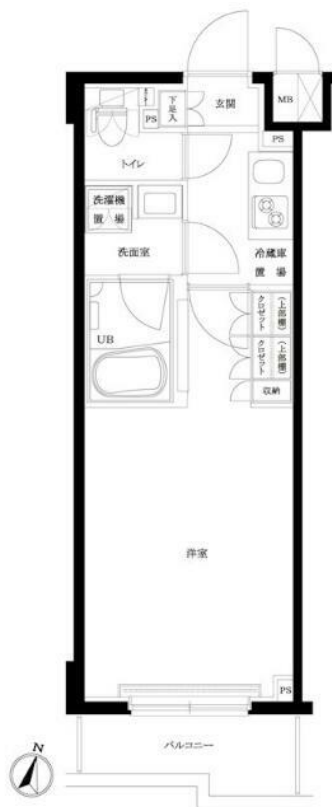 玄関
MB
下足入
PS
PS
トイレ
洗濯機
置場
洗面室
冷蔵庫
置場
クロゼット
(上部棚)
クロゼット
(上部棚)
UB
収納
洋室
PS
バルコニー
N